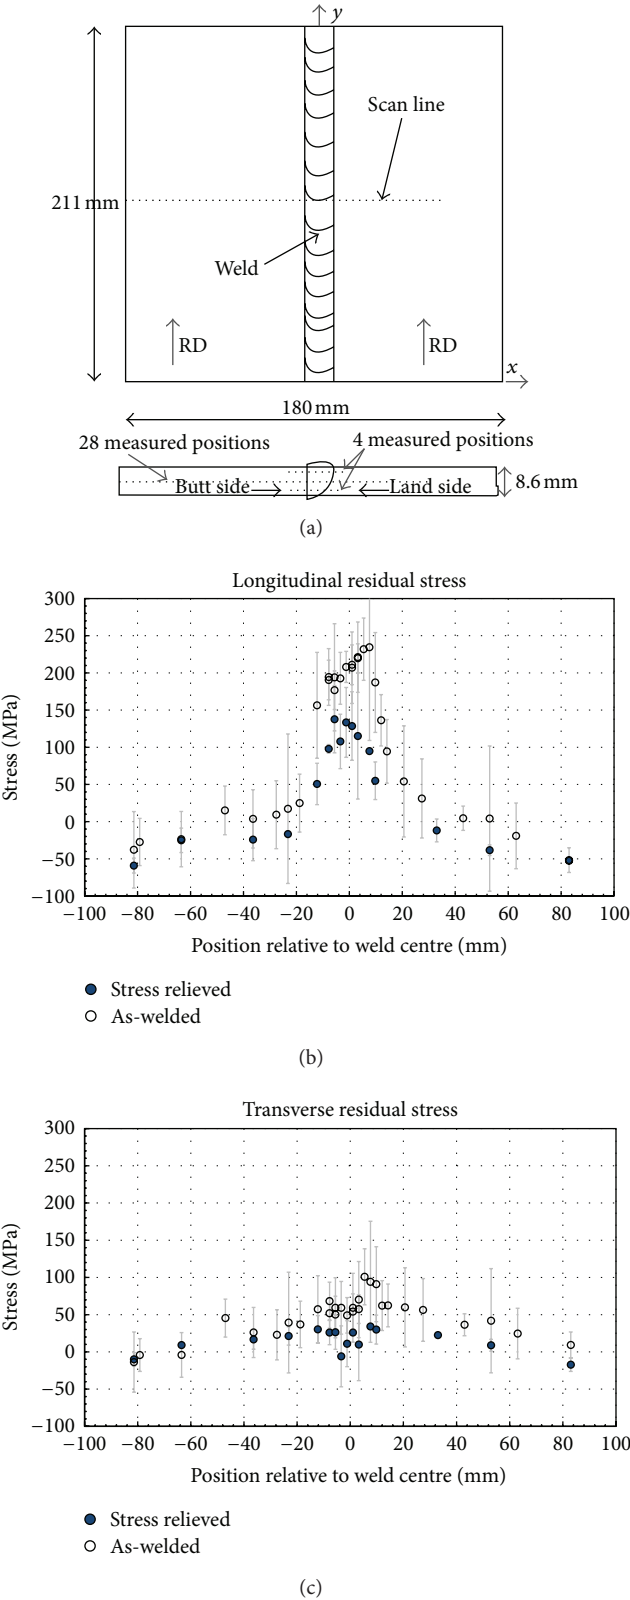 y
Scan line
211 mm
Weld
RD
RD
x
180 mm
28 measured positions
4 measured positions
Butt side
Land side
8.6 mm
(a)
Longitudinal residual stress
300
250
200
150
100
50
0
−50
−100
Stress (MPa)
−100 −80 −60 −40 −20 0 20 40 60 80 100
Position relative to weld centre (mm)
Stress relieved
As-welded
(b)
Transverse residual stress
300
250
200
150
100
50
0
−50
−100
Stress (MPa)
−100 −80 −60 −40 −20 0 20 40 60 80 100
Position relative to weld centre (mm)
Stress relieved
As-welded
(c)